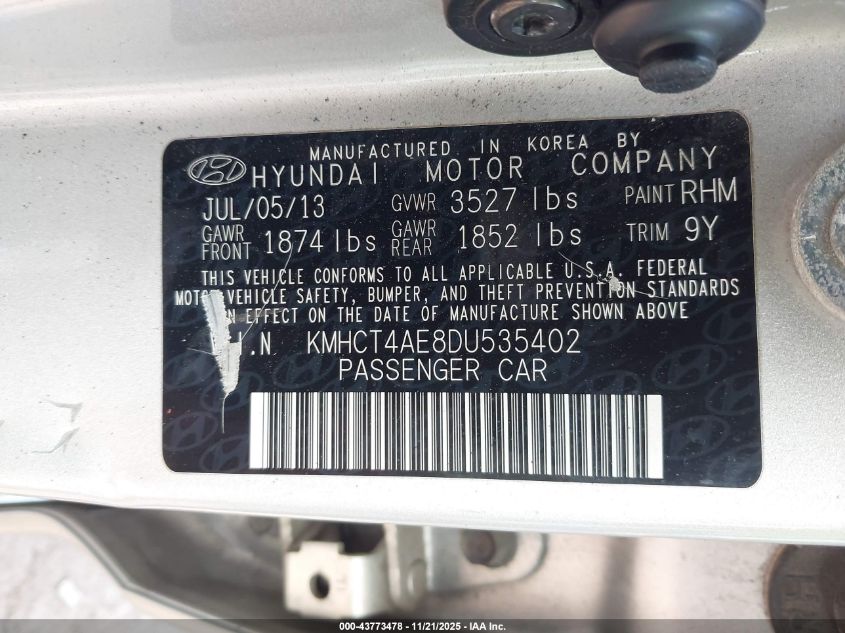 MANUFACTURED IN KOREA BY
HYUNDAI MOTOR COMPANY
JUL/05/13 GVWR 3527 lbs PAINT RHM
GAWR FRONT 1874 lbs GAWR REAR 1852 lbs TRIM 9Y
THIS VEHICLE CONFORMS TO ALL APPLICABLE U.S.A. FEDERAL
MOTOR VEHICLE SAFETY, BUMPER, AND THEFT PREVENTION STANDARDS
IN EFFECT ON THE DATE OF MANUFACTURE SHOWN ABOVE
.I.N KMHCT4AE8DU535402
PASSENGER CAR
000-43773478 - 11/21/2025 - IAA Inc.